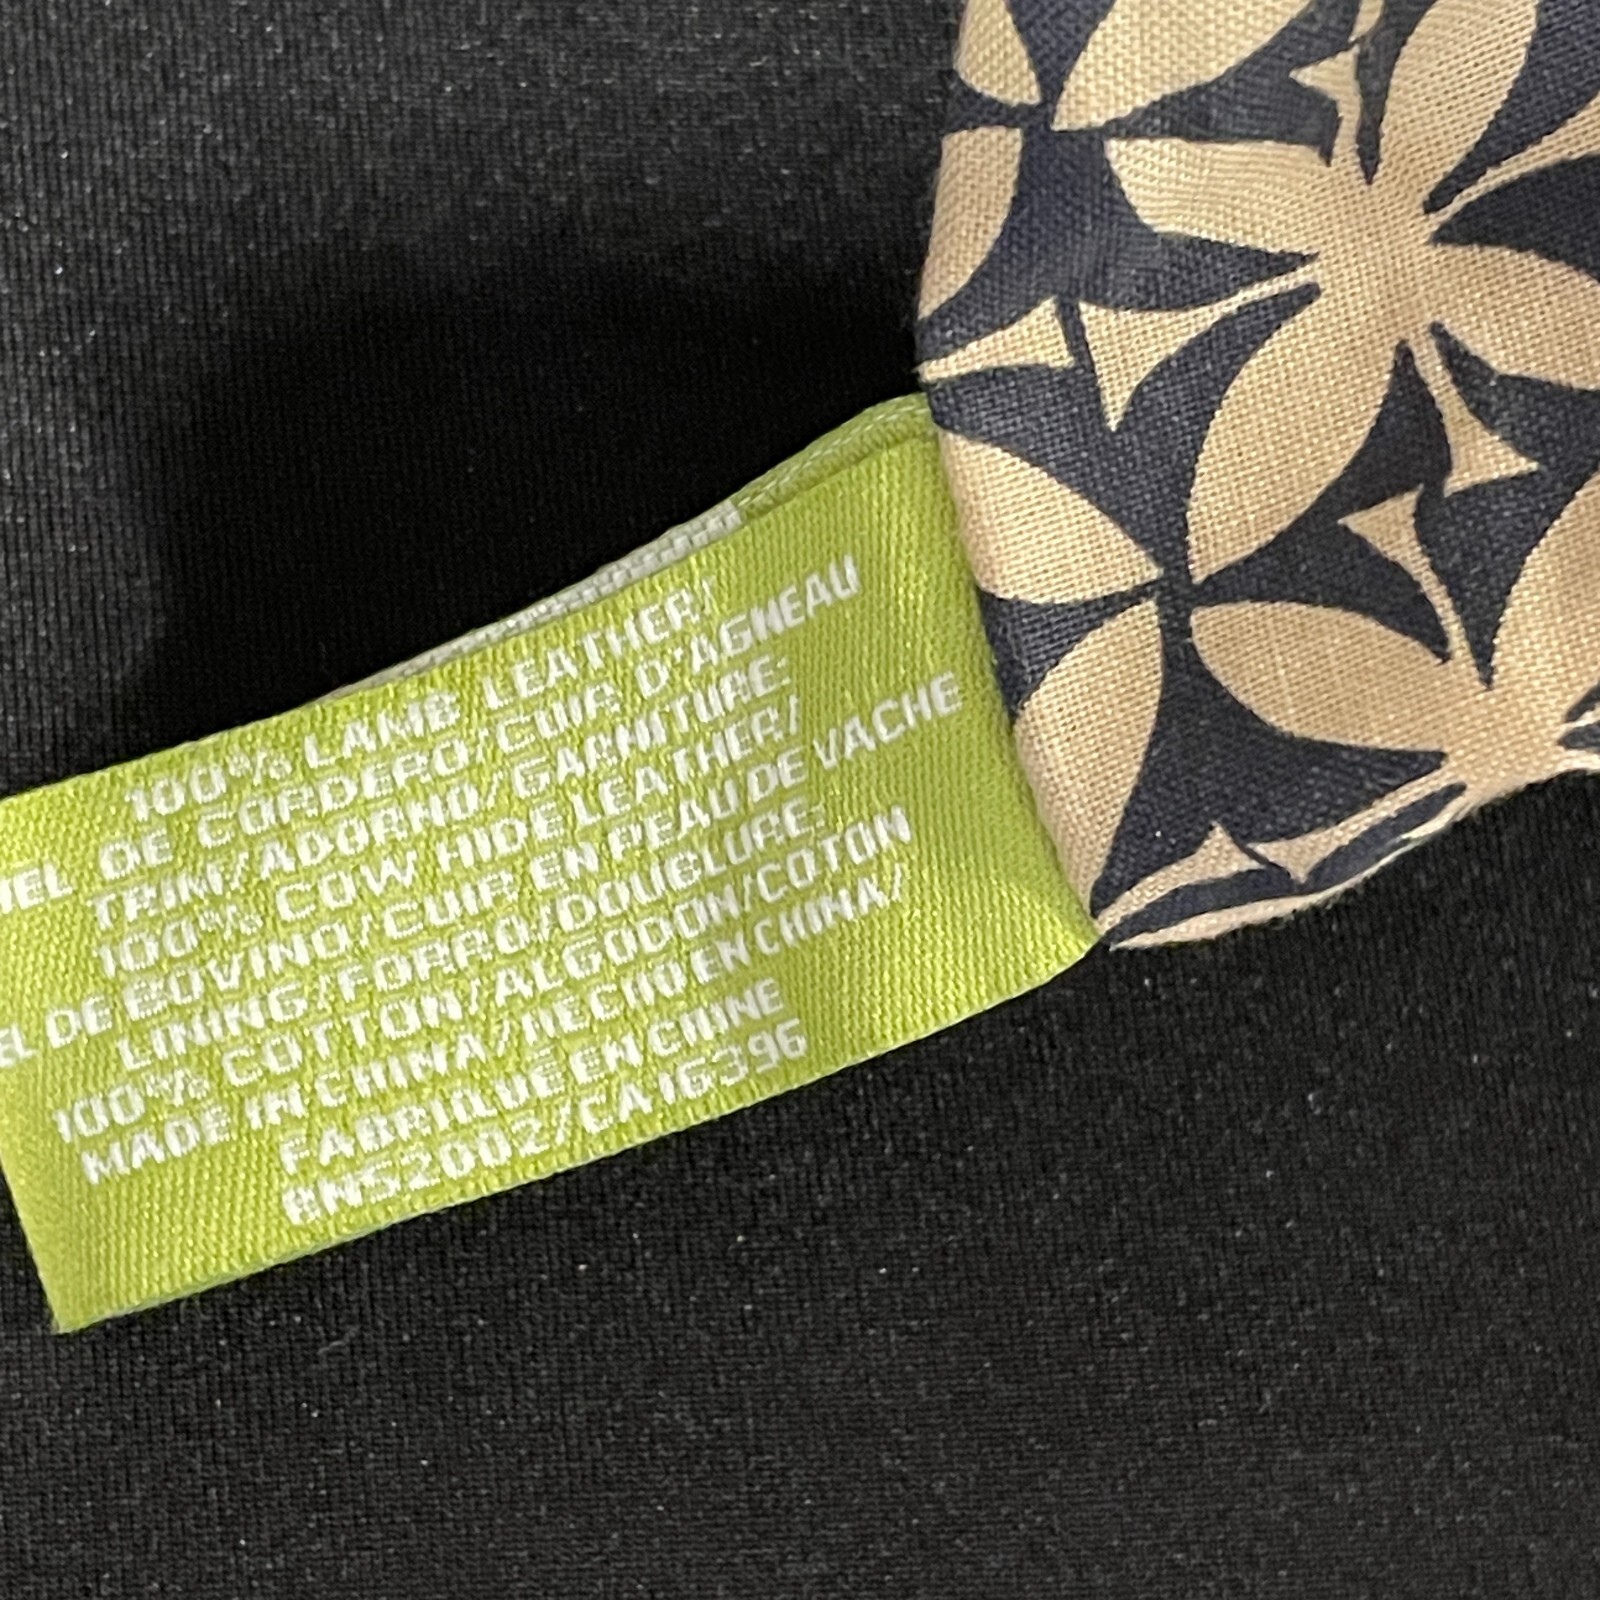 100% LAMB LEATHER/
IEL DE CORDERO/CUIR D'AGNEAU
TRIM/ADORNO/GARNITURE:
100% COW HIDE LEATHER/
EL DE BOVINO/CUIR EN PEAU DE VACHE
LINING/FORRO/DOUBLURE:
100% COTTON/ALGODON/COTON
MADE IN CHINA/HECHO EN CHINA/
FABRIQUE EN CHINE
RN52002/CA16396